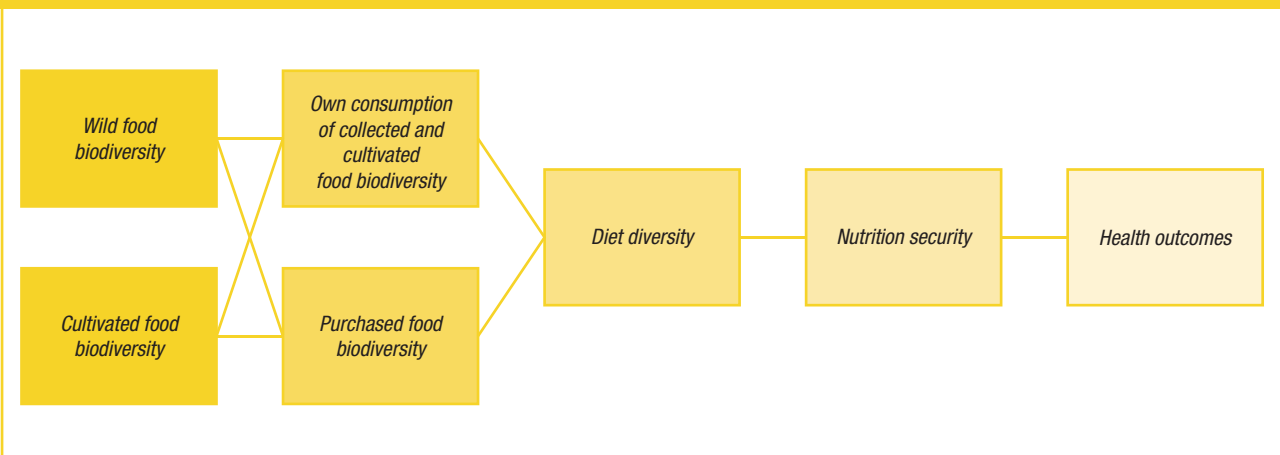 Wild food
biodiversity
Own consumption
of collected and
cultivated
food biodiversity
Cultivated food
biodiversity
Purchased food
biodiversity
Diet diversity
Nutrition security
Health outcomes